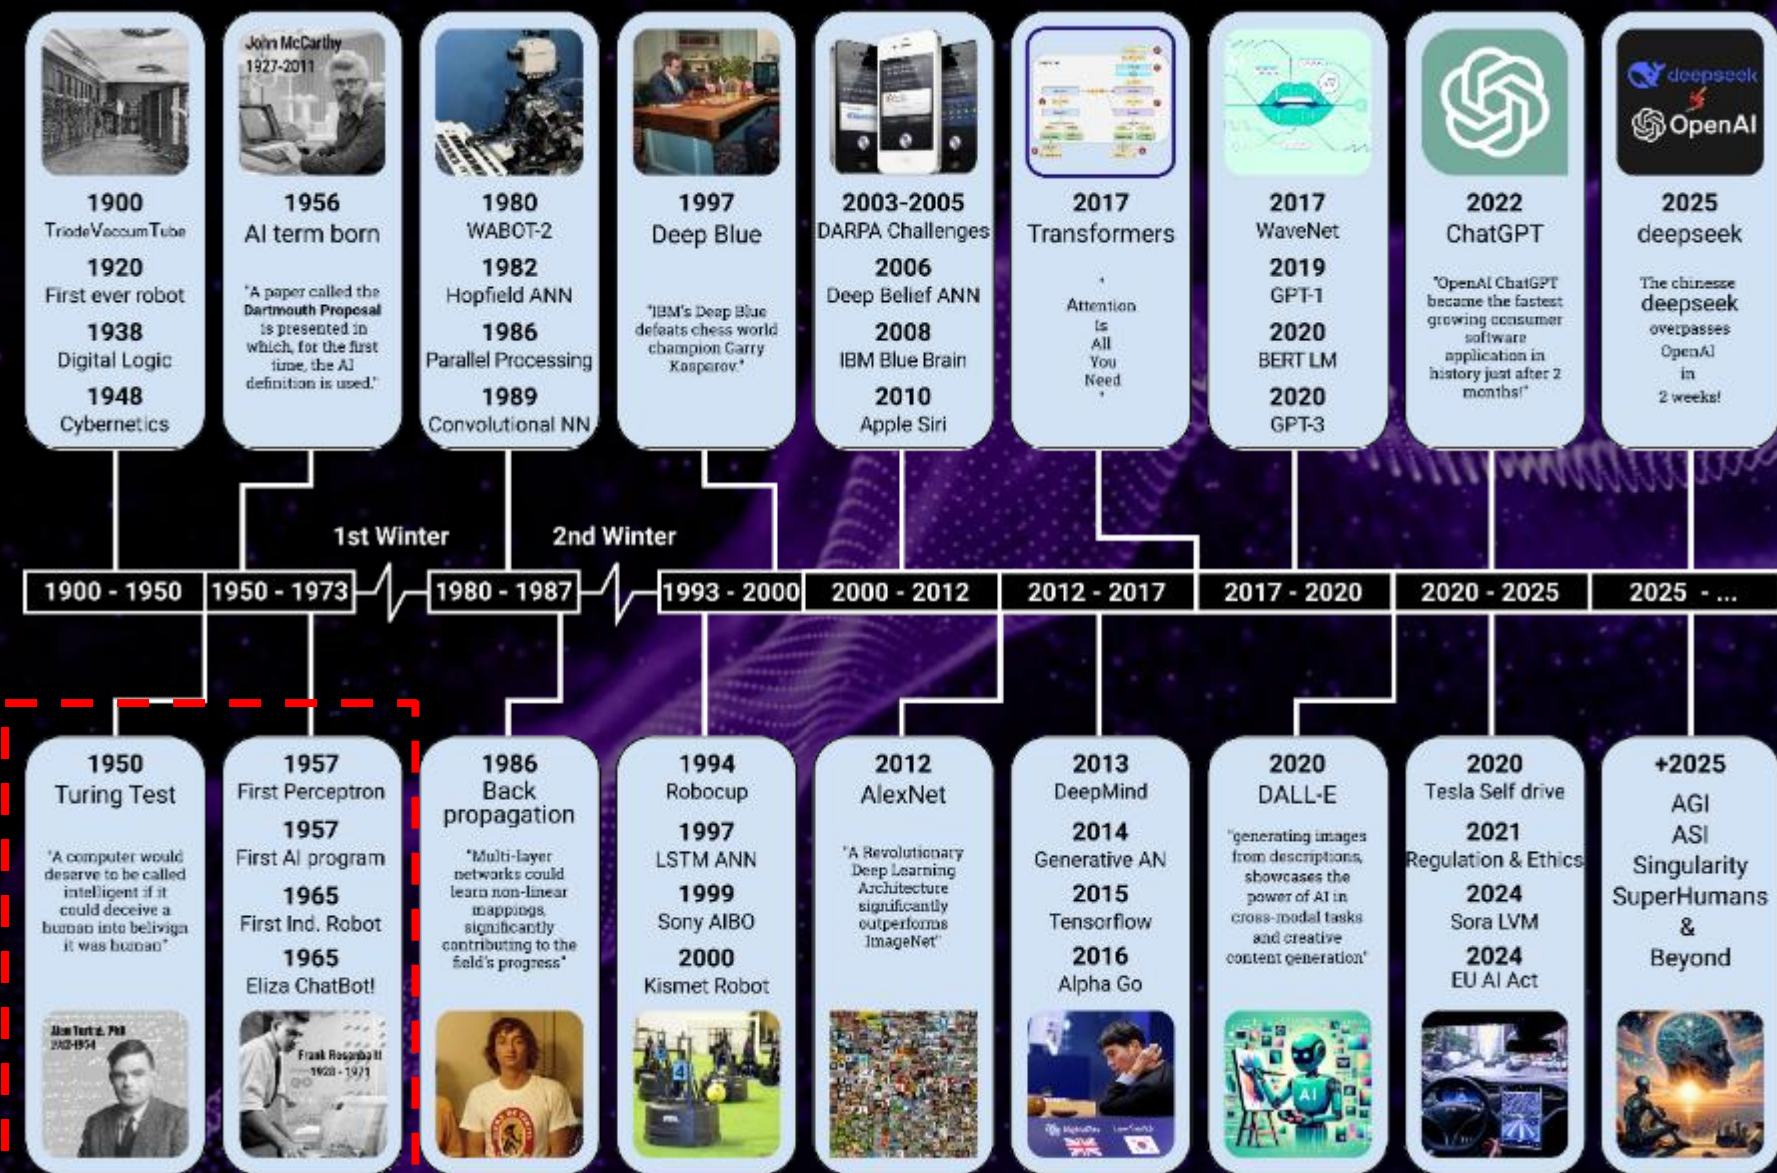 John McCarthy
1927-2011
deepseek
OpenAI
1900
TriodeVaccumTube
1920
First ever robot
1938
Digital Logic
1948
Cybernetics
1956
AI term born
"A paper called the
Dartmouth Proposal
is presented in
which, for the first
time, the AI
definition is used."
1980
WABOT-2
1982
Hopfield ANN
1986
Parallel Processing
1989
Convolutional NN
1997
Deep Blue
"IBM's Deep Blue
defeats chess world
champion Garry
Kasparov."
2003-2005
DARPA Challenges
2006
Deep Belief ANN
2008
IBM Blue Brain
2010
Apple Siri
2017
Transformers
"
Attention
Is
All
You
Need
"
2017
WaveNet
2019
GPT-1
2020
BERT LM
2020
GPT-3
2022
ChatGPT
"OpenAI ChatGPT
became the fastest
growing consumer
software
application in
history just after 2
months!"
2025
deepseek
The chinesse
deepseek
overpasses
OpenAI
in
2 weeks!
1st Winter
2nd Winter
1900 - 1950
1950 - 1973
1980 - 1987
1993 - 2000
2000 - 2012
2012 - 2017
2017 - 2020
2020 - 2025
2025 - ...
1950
Turing Test
"A computer would
deserve to be called
intelligent if it
could deceive a
human into belivign
it was human"
1957
First Perceptron
1957
First AI program
1965
First Ind. Robot
1965
Eliza ChatBot!
Frank Rosenblatt
1928 - 1971
1986
Back
propagation
"Multi-layer
networks could
learn non-linear
mappings,
significantly
contributing to the
field's progress"
1994
Robocup
1997
LSTM ANN
1999
Sony AIBO
2000
Kismet Robot
4
2012
AlexNet
"A Revolutionary
Deep Learning
Architecture
significantly
outperforms
ImageNet"
2013
DeepMind
2014
Generative AN
2015
Tensorflow
2016
Alpha Go
2020
DALL-E
"generating images
from descriptions,
showcases the
power of AI in
cross-modal tasks
and creative
content generation"
AI
2020
Tesla Self drive
2021
Regulation & Ethics
2024
Sora LVM
2024
EU AI Act
+2025
AGI
ASI
Singularity
SuperHumans
&
Beyond